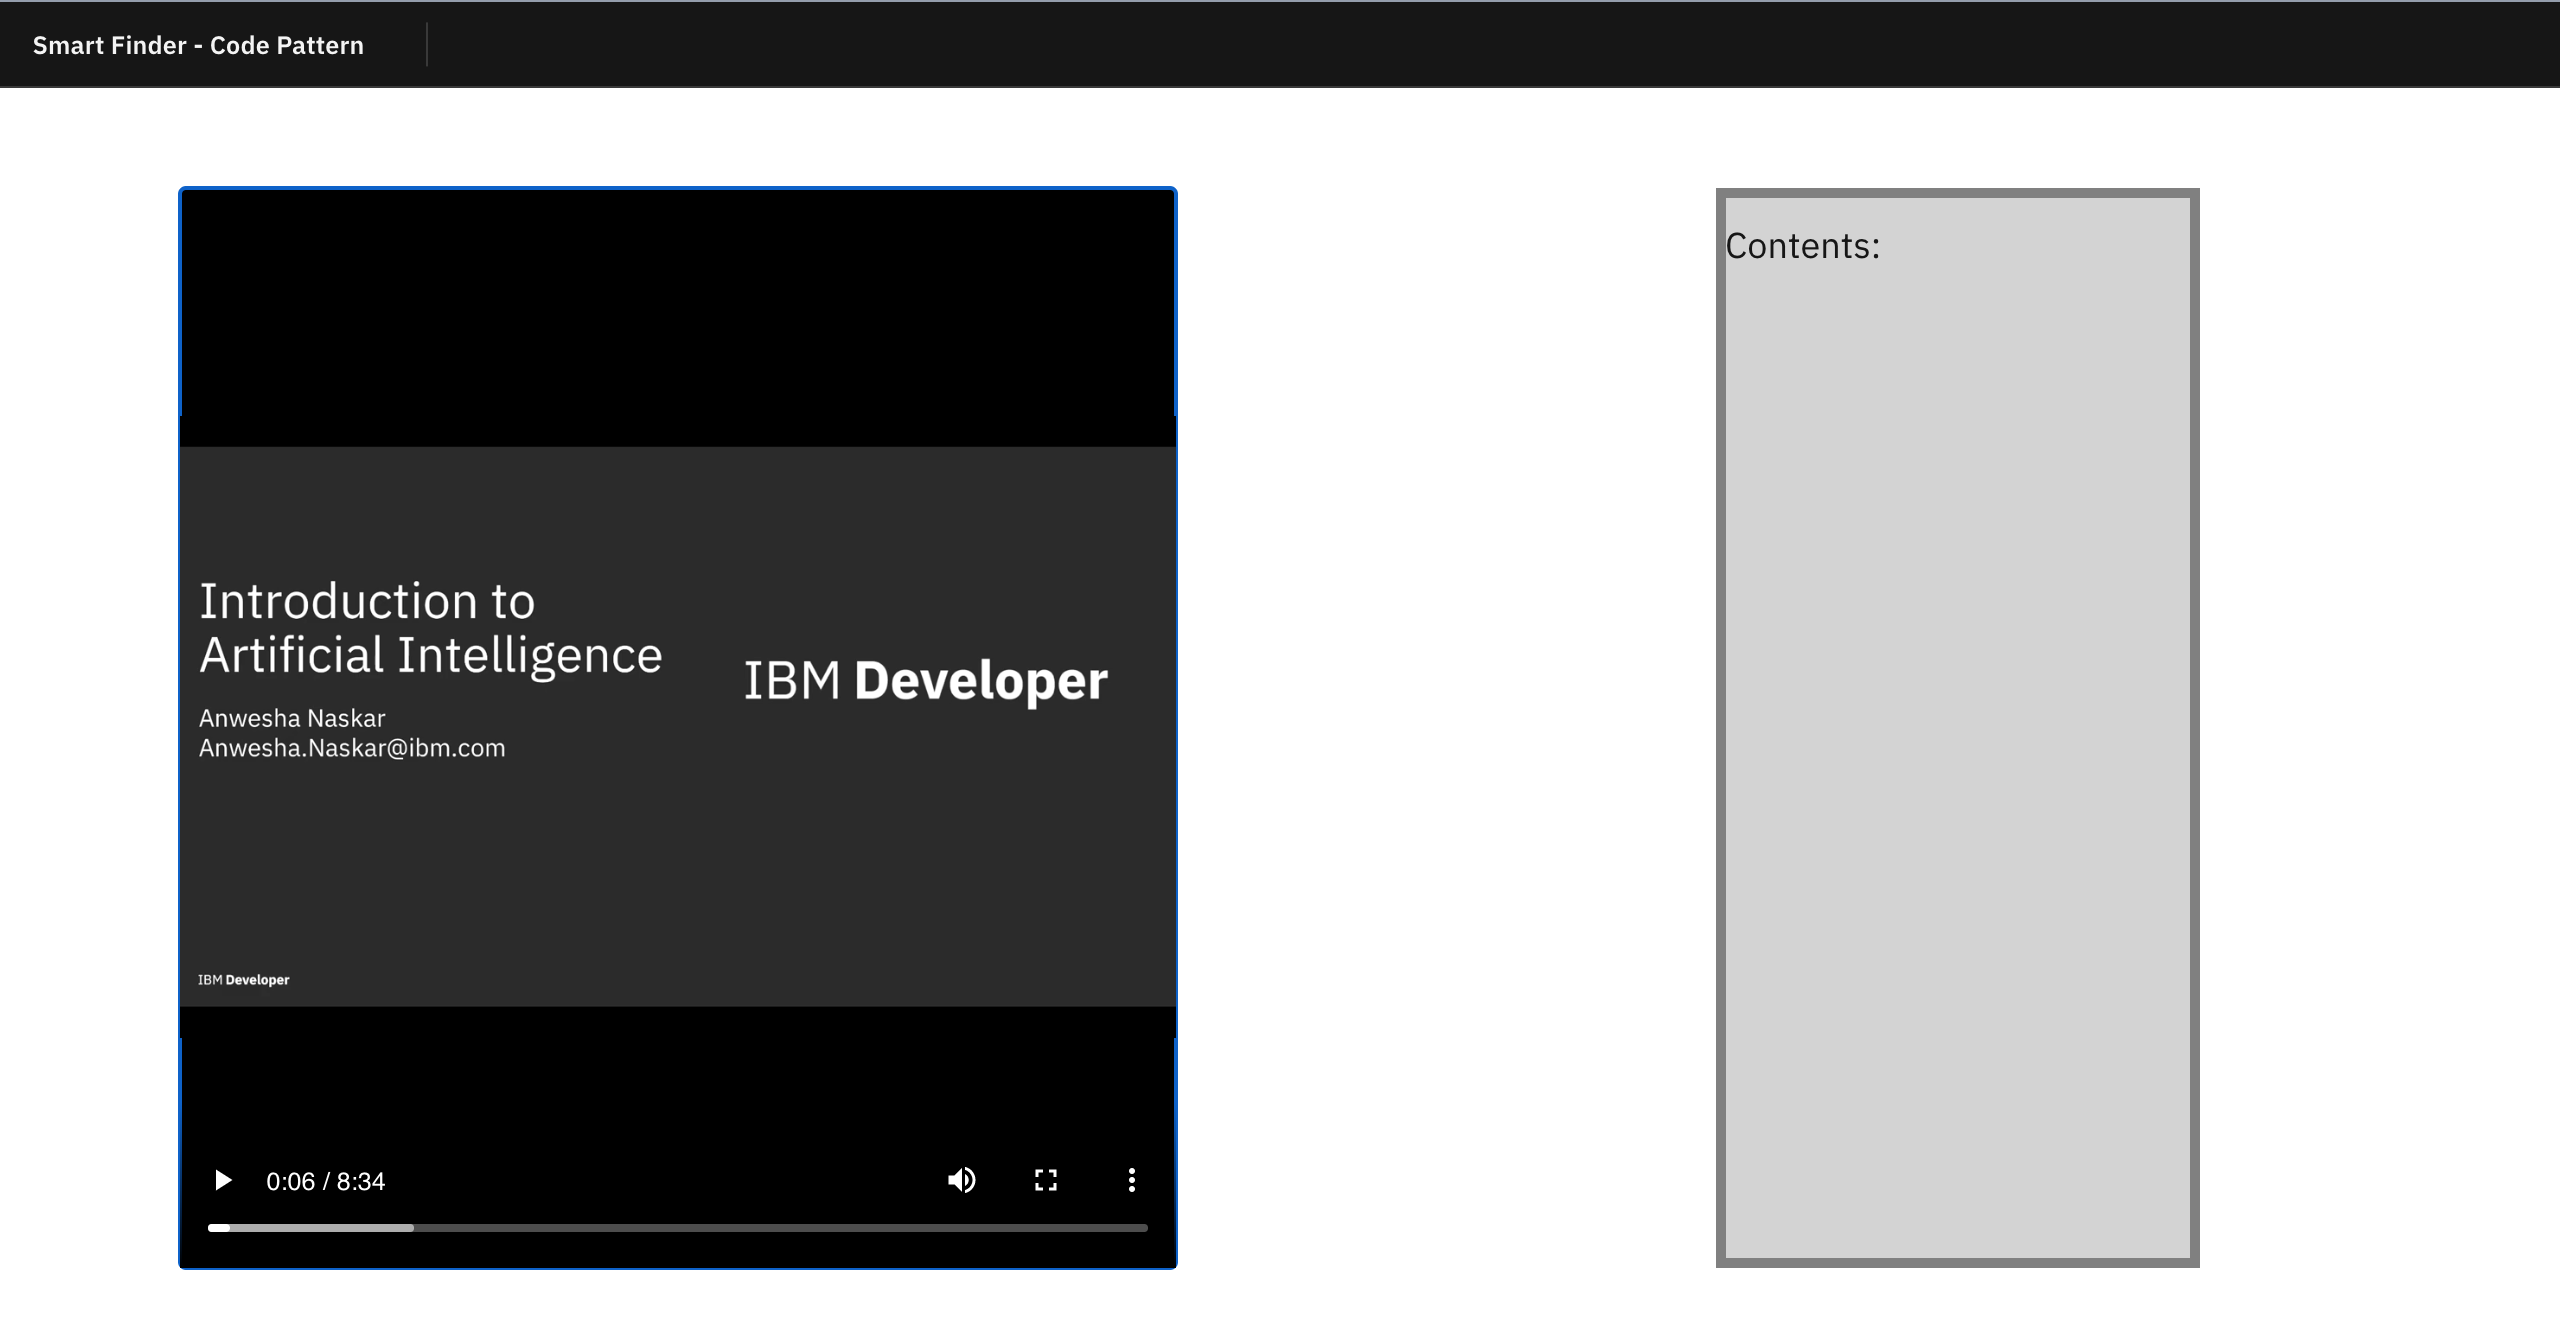 Smart Finder - Code Pattern
Introduction to
Artificial Intelligence
Anwesha Naskar
Anwesha.Naskar@ibm.com
IBM Developer
IBM Developer
0:06 / 8:34
Contents: